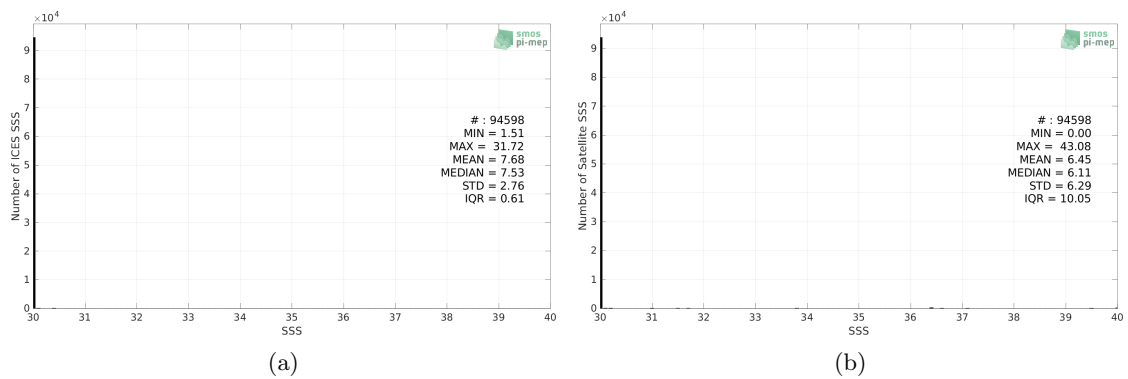 ×10⁴
smos
pi-mep
9
8
7
6
5
4
3
2
1
0
Number of ICES SSS
# : 94598
MIN = 1.51
MAX = 31.72
MEAN = 7.68
MEDIAN = 7.53
STD = 2.76
IQR = 0.61
30 31 32 33 34 35 36 37 38 39 40
SSS
(a)
×10⁴
smos
pi-mep
9
8
7
6
5
4
3
2
1
0
Number of Satellite SSS
# : 94598
MIN = 0.00
MAX = 43.08
MEAN = 6.45
MEDIAN = 6.11
STD = 6.29
IQR = 10.05
30 31 32 33 34 35 36 37 38 39 40
SSS
(b)